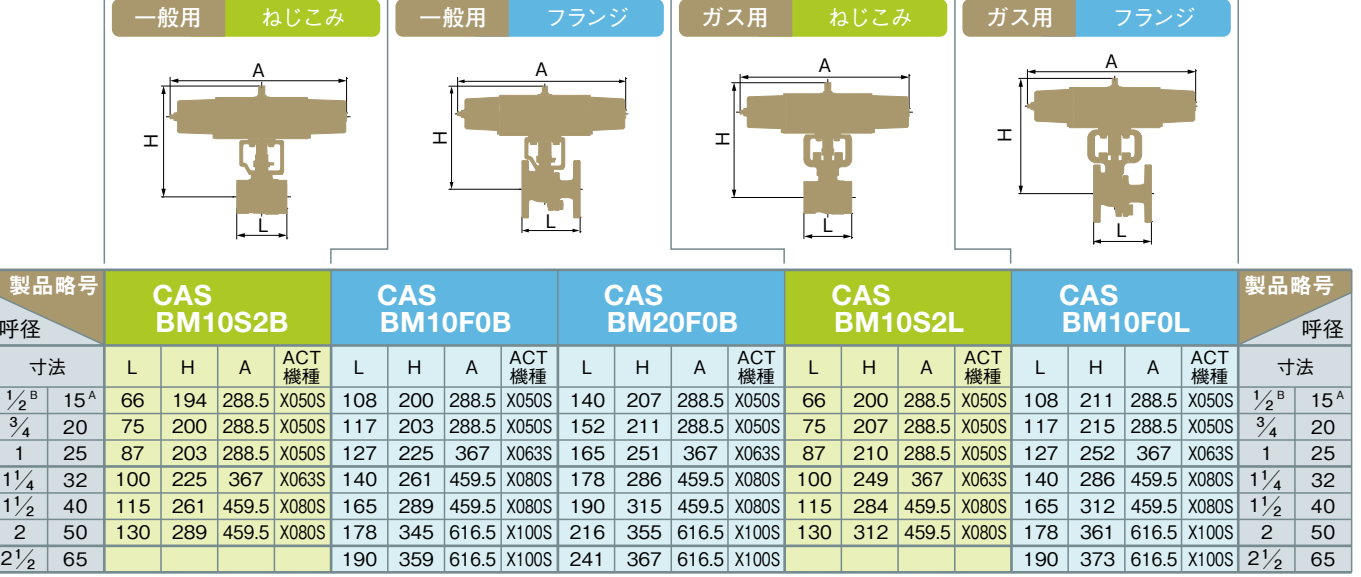 一般用 ねじこみ 一般用 フランジ ガス用 ねじこみ ガス用 フランジ
A A A A
H H H H
L L L L
製品略号 CAS BM10S2B CAS BM10F0B CAS BM20F0B CAS BM10S2L CAS BM10F0L 製品略号
呼径 呼径
寸法 L H A ACT機種 L H A ACT機種 L H A ACT機種 L H A ACT機種 L H A ACT機種 寸法
1/2 B 15 A 66 194 288.5 X050S 108 200 288.5 X050S 140 207 288.5 X050S 66 200 288.5 X050S 108 211 288.5 X050S 1/2 B 15 A
3/4 20 75 200 288.5 X050S 117 203 288.5 X050S 152 211 288.5 X050S 75 207 288.5 X050S 117 215 288.5 X050S 3/4 20
1 25 87 203 288.5 X050S 127 225 367 X063S 165 251 367 X063S 87 210 288.5 X050S 127 252 367 X063S 1 25
1 1/4 32 100 225 367 X063S 140 261 459.5 X080S 178 286 459.5 X080S 100 249 367 X063S 140 286 459.5 X080S 1 1/4 32
1 1/2 40 115 261 459.5 X080S 165 289 459.5 X080S 190 315 459.5 X080S 115 284 459.5 X080S 165 312 459.5 X080S 1 1/2 40
2 50 130 289 459.5 X080S 178 345 616.5 X100S 216 355 616.5 X100S 130 312 459.5 X080S 178 361 616.5 X100S 2 50
2 1/2 65 190 359 616.5 X100S 241 367 616.5 X100S 190 373 616.5 X100S 2 1/2 65